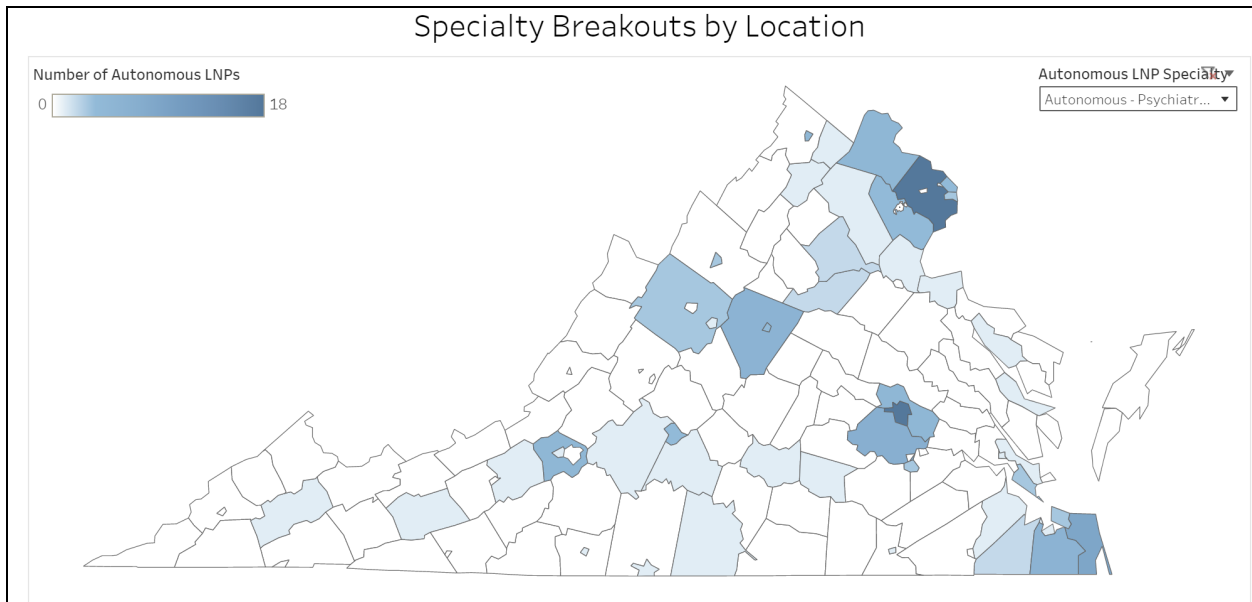 Specialty Breakouts by Location
Number of Autonomous LNPs
0 18
Autonomous LNP Specialty
Autonomous - Psychiatr...